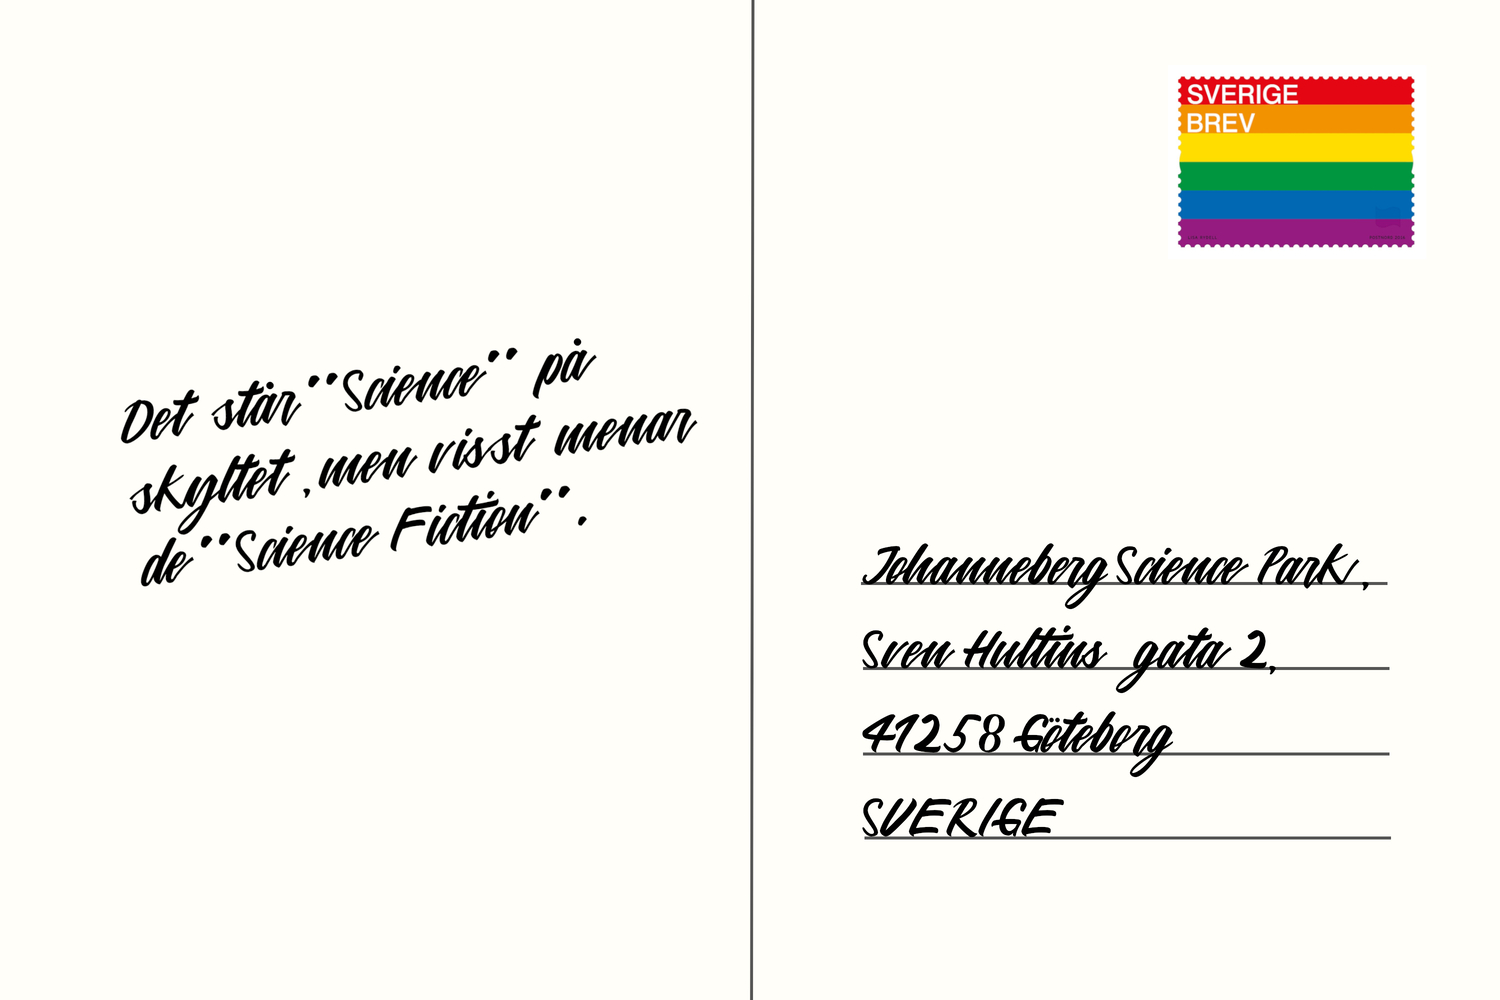 Det står "Science" på
skyltet, men visst menar
de "Science Fiction".
SVERIGE
BREV
Johanneberg Science Park,
Sven Hultins gata 2,
41258 Göteborg
SVERIGE